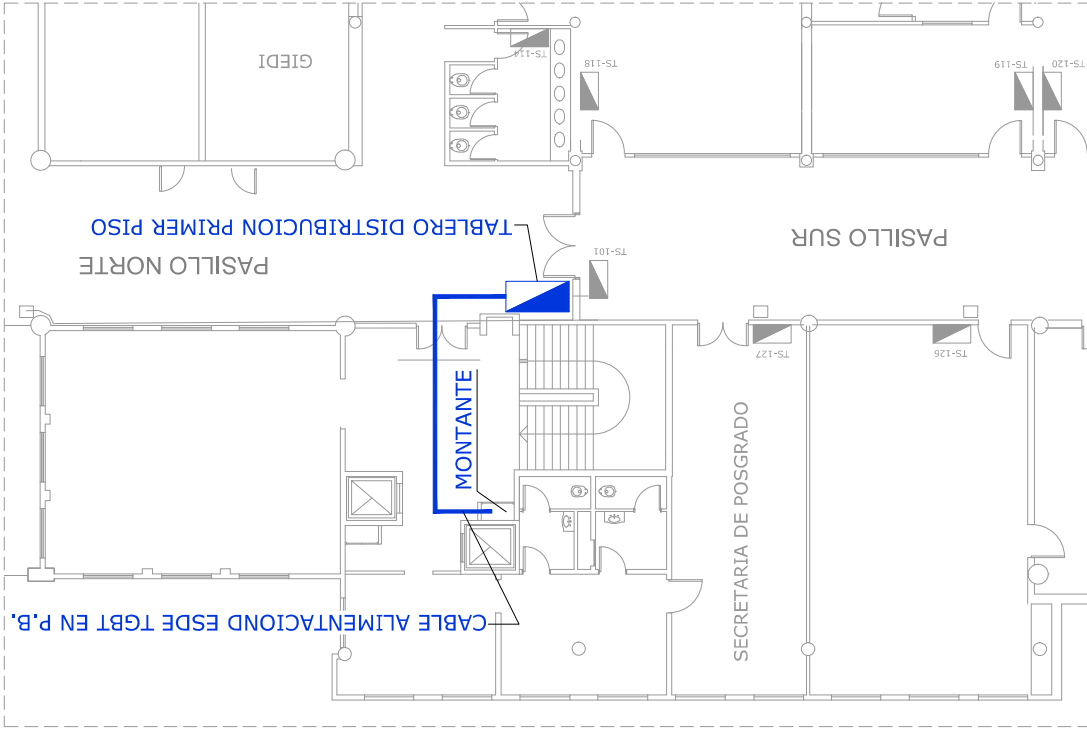 GIEDI
TS-114
TS-118
TS-119
TS-120
TABLERO DISTRIBUCION PRIMER PISO
PASILLO NORTE
PASILLO SUR
TS-101
TS-127
TS-126
MONTANTE
SECRETARIA DE POSGRADO
CABLE ALIMENTACIOND ESDE TGBT EN P.B.